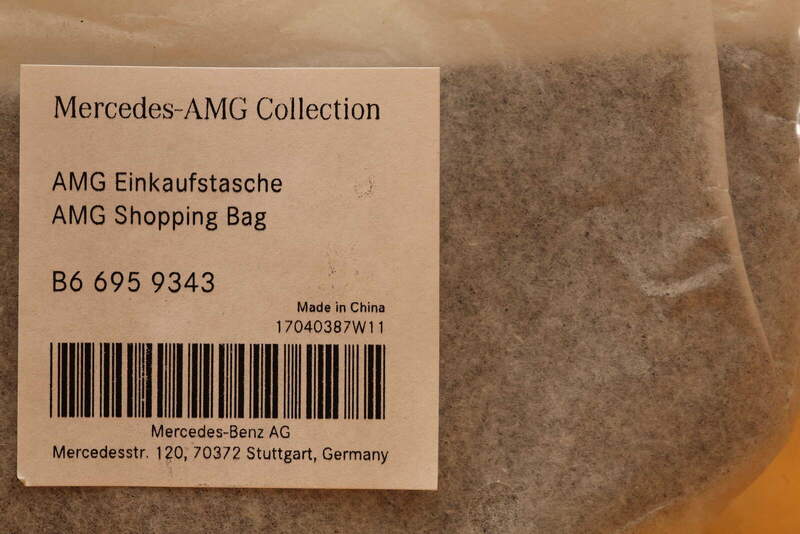 Mercedes-AMG Collection
AMG Einkaufstasche
AMG Shopping Bag
B6 695 9343
Made in China
17040387W11
Mercedes-Benz AG
Mercedesstr. 120, 70372 Stuttgart, Germany